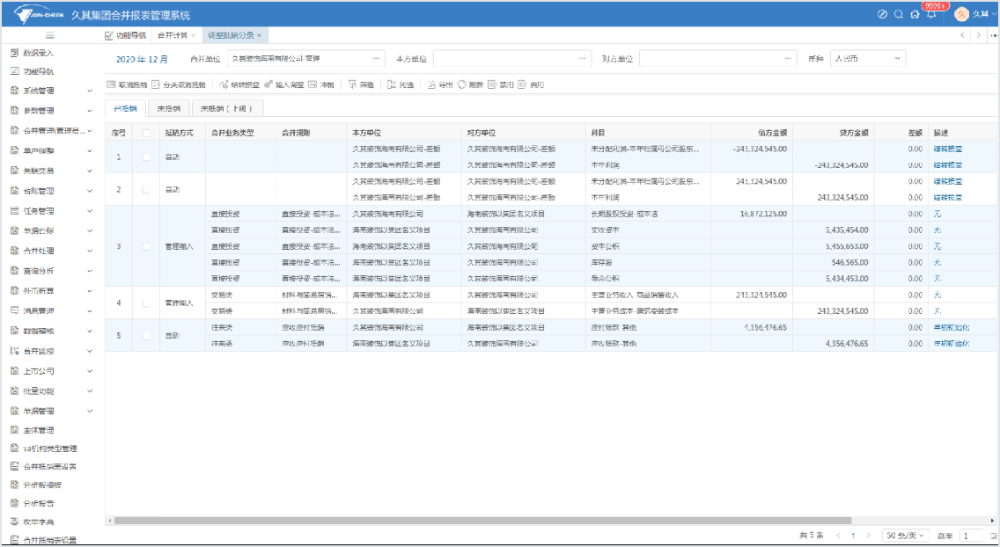 久其集团合并报表管理系统
9999+
久其
功能导航 合并计算 调整抵销分录
2020 年 12 月 合并单位 久其装饰海南有限公司-管理 本方单位 对方单位 币种 人民币
取消抵销 分类取消抵销 结转损益 输入调整 冲销 筛选 列选 导出 刷新 禁用 启用
已抵销 未抵销 未抵销（上级）
数据录入
功能导航
系统管理
参数管理
合并管理(管理员...
单户调整
关联交易
台账管理
任务管理
单据台账
合并处理
查询分析
外币折算
消息管理
数据稽核
合并监控
上市公司
批量功能
单据管理
主体管理
va机构类型管理
合并抵销表设置
分析报模板
分析报告
枚举字典
合并抵销表设置
序号 抵销方式 合并业务类型 合并规则 本方单位 对方单位 科目 借方金额 贷方金额 差额 描述
1 自动 久其装饰海南有限公司-差额 久其装饰海南有限公司-差额 未分配利润-本年归属母公司股东... -243,324,545.00 0.00 结转损益
久其装饰海南有限公司-差额 久其装饰海南有限公司-差额 本年利润 -243,324,545.00 0.00 结转损益
2 自动 久其装饰海南有限公司-差额 久其装饰海南有限公司-差额 未分配利润-本年归属母公司股东... 243,324,545.00 0.00 结转损益
久其装饰海南有限公司-差额 久其装饰海南有限公司-差额 本年利润 243,324,545.00 0.00 结转损益
3 管理输入 直接投资 直接投资-成本法... 久其装饰海南有限公司 海南装饰以集团名义项目 长期股权投资-成本法 16,872,125.00 0.00 无
直接投资 直接投资-成本法... 海南装饰以集团名义项目 久其装饰海南有限公司 实收资本 5,435,454.00 0.00 无
直接投资 直接投资-成本法... 海南装饰以集团名义项目 久其装饰海南有限公司 资本公积 5,455,653.00 0.00 无
直接投资 直接投资-成本法... 海南装饰以集团名义项目 久其装饰海南有限公司 库存股 546,565.00 0.00 无
直接投资 直接投资-成本法... 海南装饰以集团名义项目 久其装饰海南有限公司 盈余公积 5,434,453.00 0.00 无
4 管理输入 交易类 材料与简易房销... 海南装饰以集团名义项目 久其装饰海南有限公司 主营业务收入-商品销售收入 243,324,545.00 0.00 无
交易类 材料与简易房销... 久其装饰海南有限公司 海南装饰以集团名义项目 主营业务成本-建筑安装成本 243,324,545.00 0.00 无
5 自动 往来类 应收应付抵销 久其装饰海南有限公司 海南装饰以集团名义项目 应付账款-其他 4,356,476.65 0.00 年初初始化
往来类 应收应付抵销 海南装饰以集团名义项目 久其装饰海南有限公司 应收账款-其他 4,356,476.65 0.00 年初初始化
共 5 条 1 50 条/页 跳至 1 页